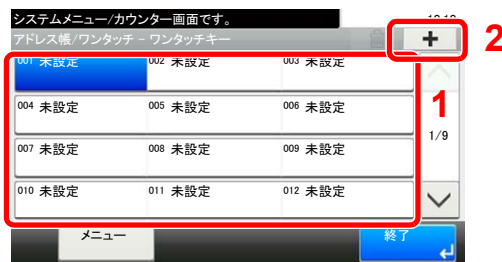 システムメニュー/カウンター画面です。
アドレス帳/ワンタッチ - ワンタッチキー
+ 2
001 未設定 002 未設定 003 未設定
004 未設定 005 未設定 006 未設定 1
1/9
007 未設定 008 未設定 009 未設定
010 未設定 011 未設定 012 未設定
メニュー 終了